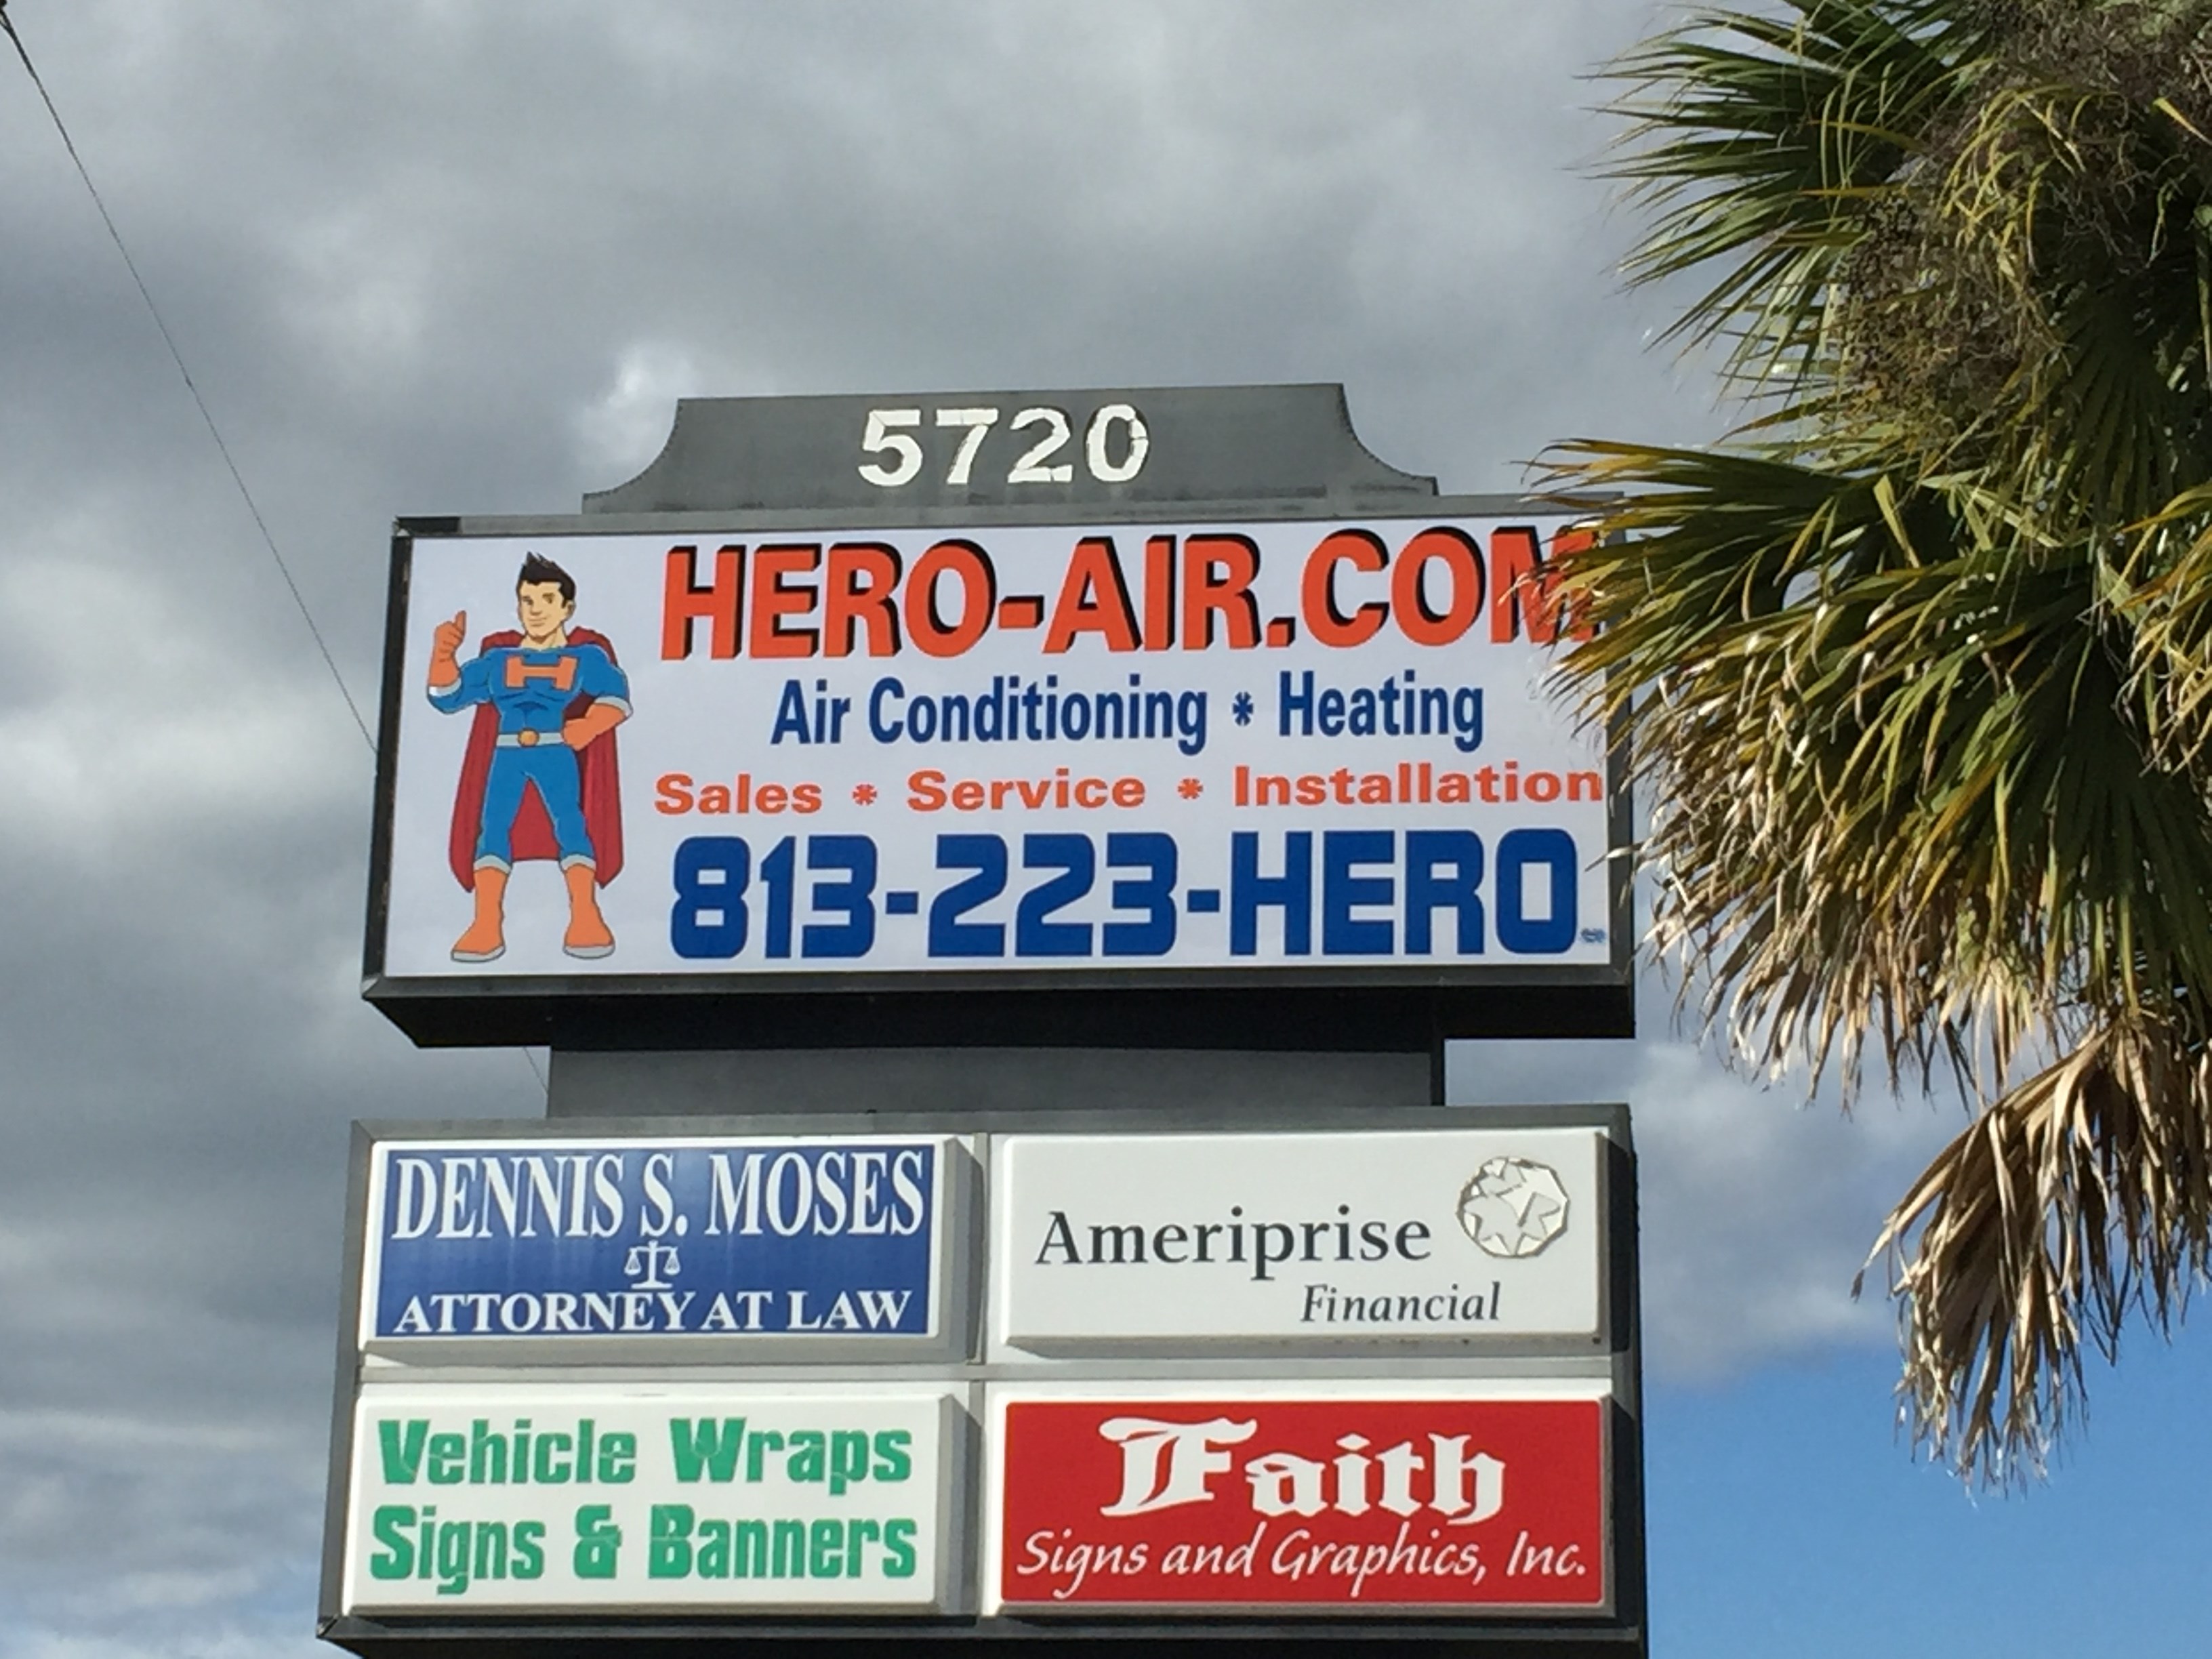 5720
HERO-AIR.COM
Air Conditioning * Heating
Sales * Service * Installation
813-223-HERO
H
DENNIS S. MOSES
ATTORNEY AT LAW
Ameriprise
Financial
Vehicle Wraps
Signs & Banners
Faith
Signs and Graphics, Inc.